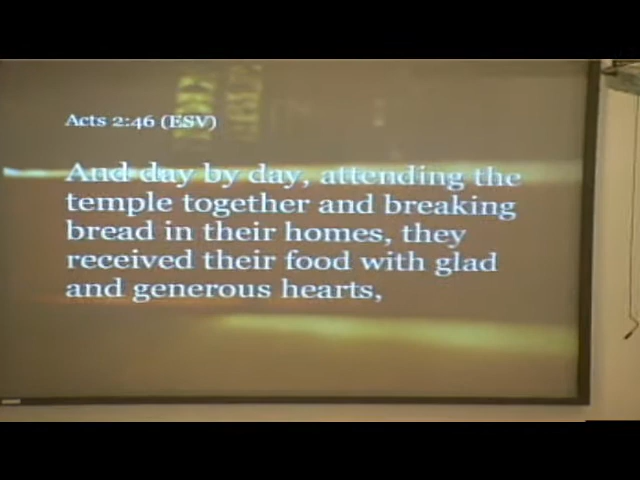 Acts 2:46 (ESV)
And day by day, attending the
temple together and breaking
bread in their homes, they
received their food with glad
and generous hearts,